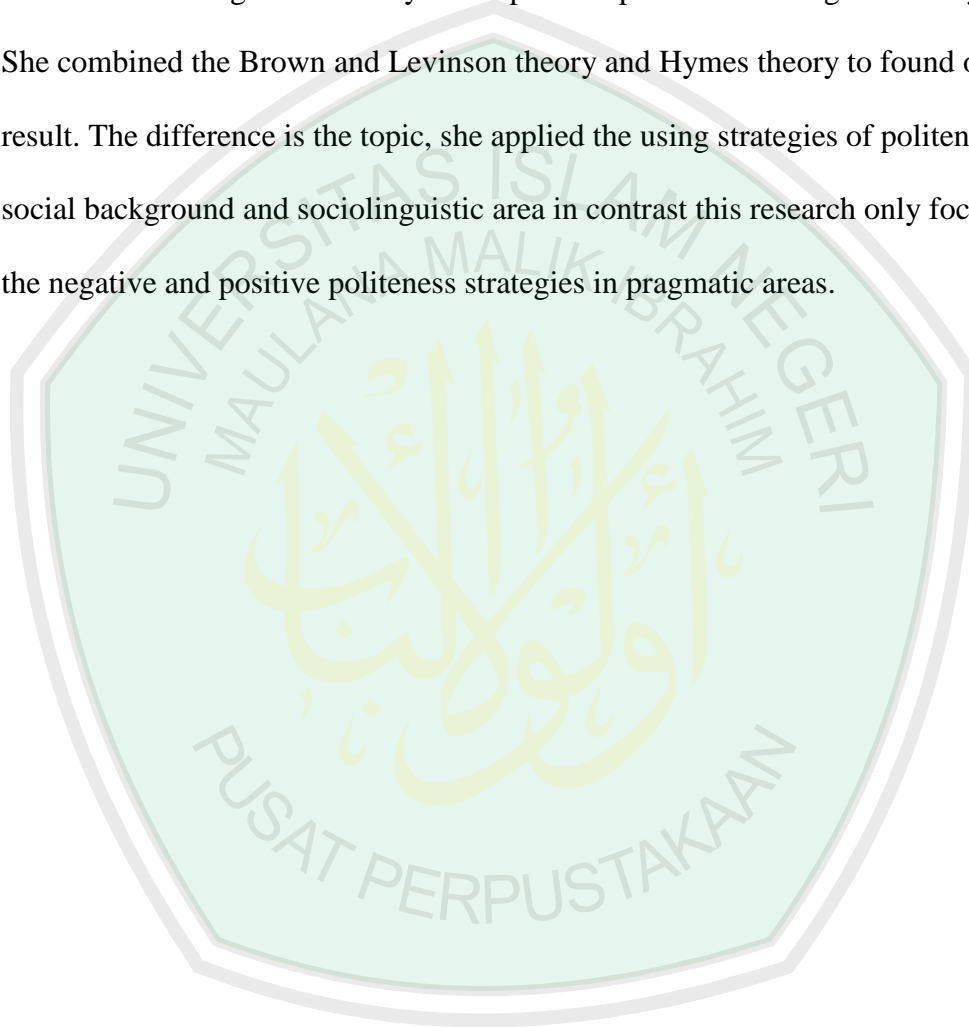 She combined the Brown and Levinson theory and Hymes theory to found
result. The difference is the topic, she applied the using strategies of
social background and sociolinguistic area in contrast this research only
the negative and positive politeness strategies in pragmatic areas.
UNIVERSITAS ISLAM NEGERI
MAULANA MALIK IBRAHIM
أولو الألباب
PUSAT PERPUSTAKAAN